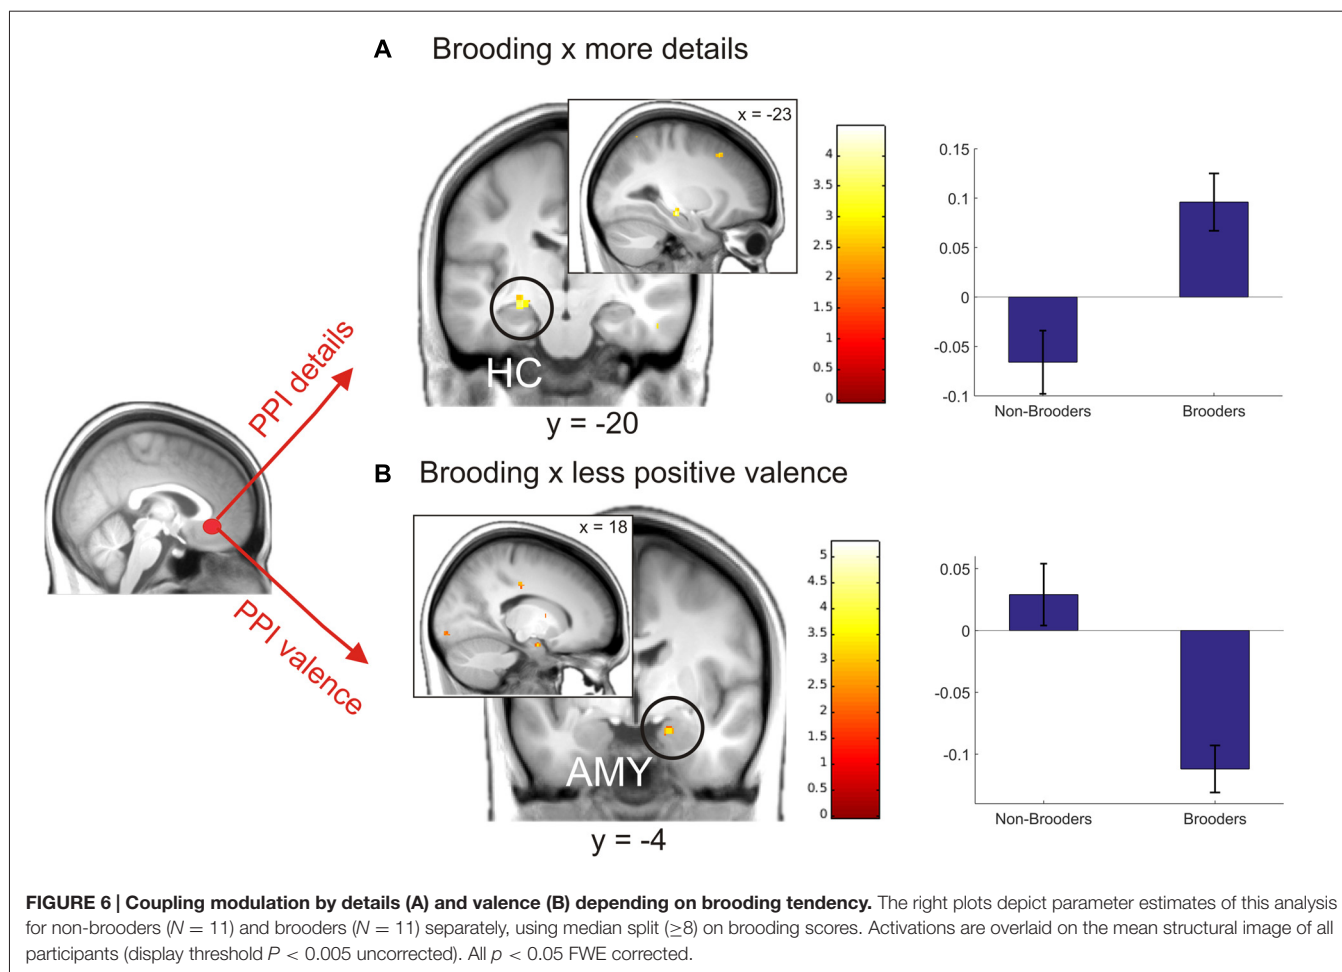 A Brooding x more details
x = -23
HC
y = -20
4
3.5
3
2.5
2
1.5
1
0.5
0
0.15
0.1
0.05
0
-0.05
-0.1
Non-Brooders Brooders
PPI details
PPI valence
B Brooding x less positive valence
x = 18
AMY
y = -4
5
4.5
4
3.5
3
2.5
2
1.5
1
0.5
0
0.05
0
-0.05
-0.1
Non-Brooders Brooders
FIGURE 6 | Coupling modulation by details (A) and valence (B) depending on brooding tendency. The right plots depict parameter estimates of this analysis
for non-brooders (N = 11) and brooders (N = 11) separately, using median split (≥8) on brooding scores. Activations are overlaid on the mean structural image of all
participants (display threshold P < 0.005 uncorrected). All p < 0.05 FWE corrected.